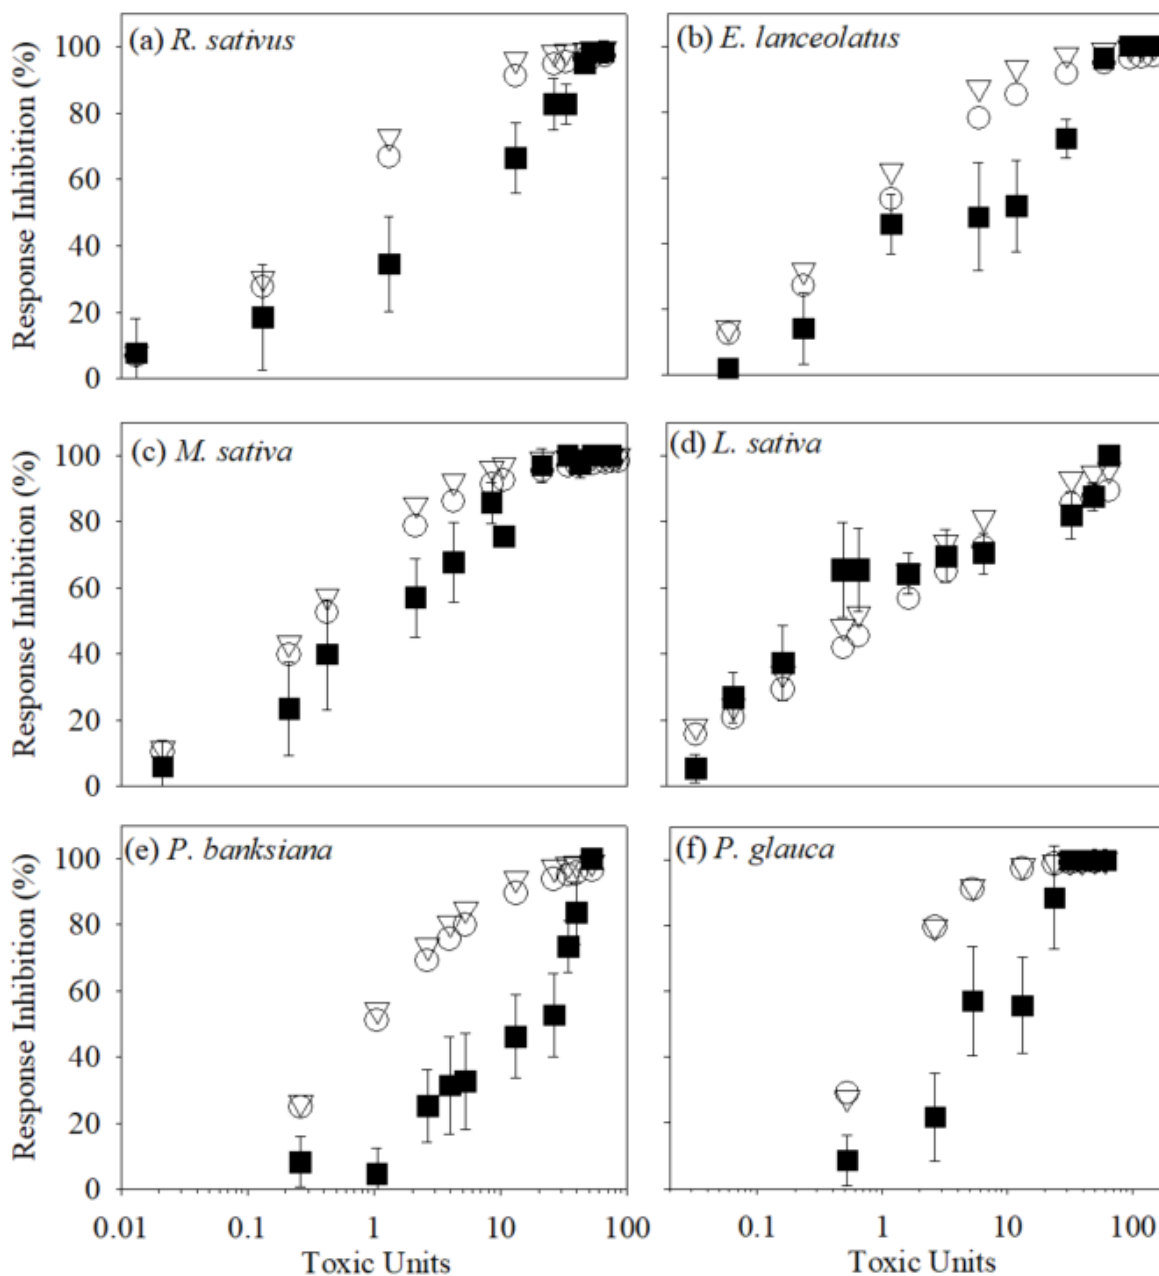 (a) R. sativus
(b) E. lanceolatus
Response Inhibition (%)
100
80
60
40
20
0
(c) M. sativa
(d) L. sativa
Response Inhibition (%)
100
80
60
40
20
0
(e) P. banksiana
(f) P. glauca
Response Inhibition (%)
100
80
60
40
20
0
0.01 0.1 1 10 100
0.1 1 10 100
Toxic Units
Toxic Units